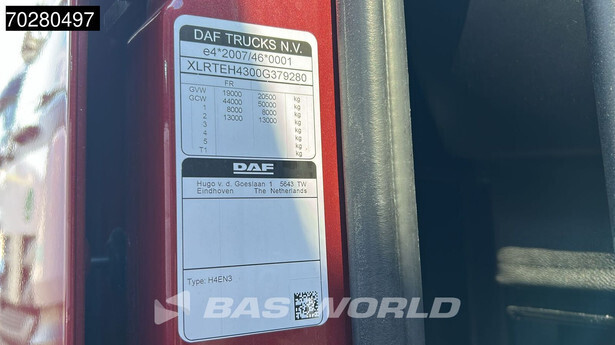 70280497
DAF TRUCKS N.V.
e4*2007/46*0001
XLRTEH4300G379280
FR
GVW 19000 20500 kg
GCW 44000 50000 kg
1 8000 8000 kg
2 13000 13000 kg
3 kg
4 kg
5 kg
T1 kg
DAF
Hugo v. d. Goeslaan 1 5643 TW
Eindhoven The Netherlands
Type: H4EN3
BAS WORLD